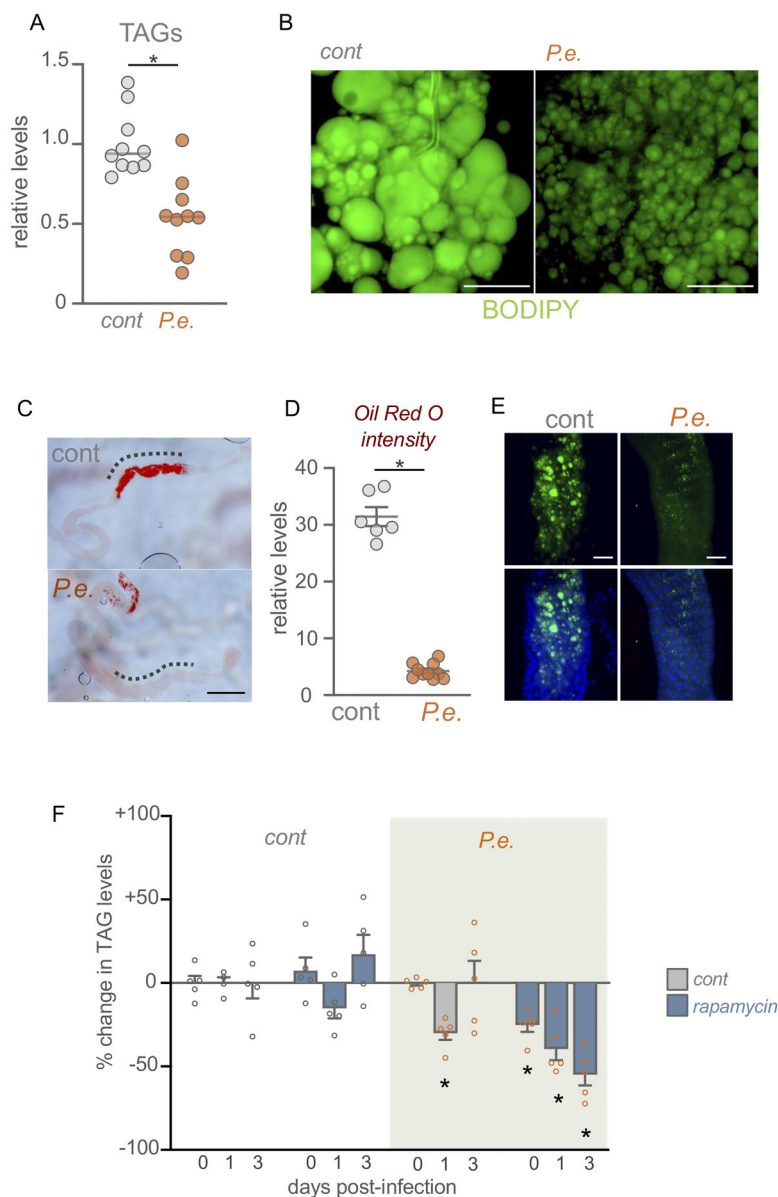 A
TAGs
*
1.5
1.0
0.5
0
relative levels
cont P.e.
B
cont P.e.
BODIPY
C
cont
P.e.
D
Oil Red O
intensity
*
40
30
20
10
0
relative levels
cont P.e.
E
cont P.e.
F
+100
+50
0
-50
-100
% change in TAG levels
cont P.e.
* * * *
0 1 3 0 1 3 0 1 3 0 1 3
days post-infection
cont
rapamycin